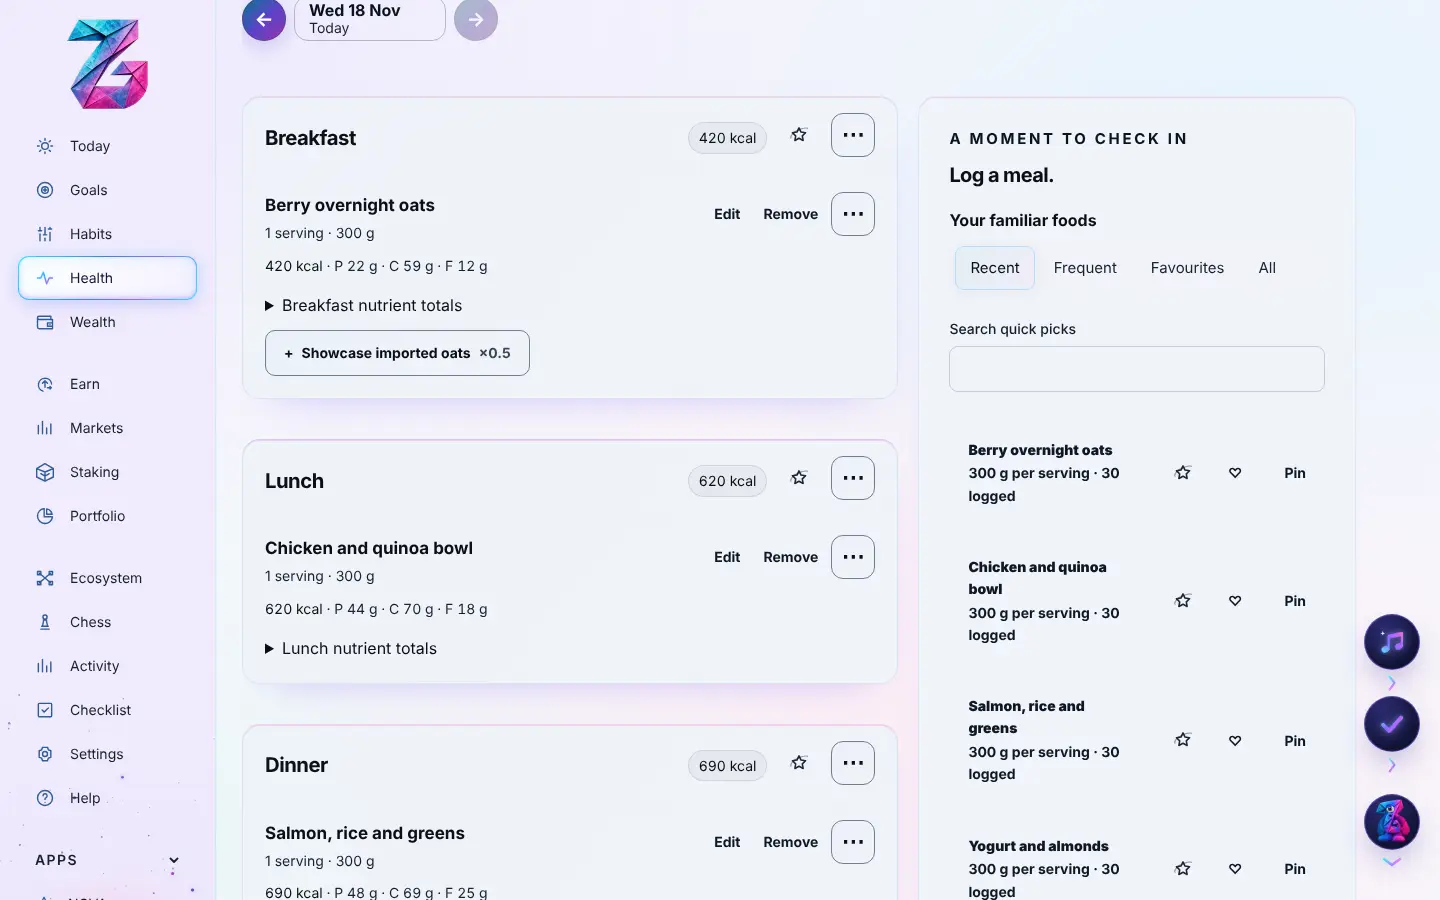 Wed 18 Nov
Today
Today
Goals
Habits
Health
Wealth
Earn
Markets
Staking
Portfolio
Ecosystem
Chess
Activity
Checklist
Settings
Help
APPS
Breakfast
420 kcal
Berry overnight oats
Edit Remove
1 serving · 300 g
420 kcal · P 22 g · C 59 g · F 12 g
Breakfast nutrient totals
+ Showcase imported oats ×0.5
Lunch
620 kcal
Chicken and quinoa bowl
Edit Remove
1 serving · 300 g
620 kcal · P 44 g · C 70 g · F 18 g
Lunch nutrient totals
Dinner
690 kcal
Salmon, rice and greens
Edit Remove
1 serving · 300 g
690 kcal · P 48 g · C 69 g · F 25 g
A MOMENT TO CHECK IN
Log a meal.
Your familiar foods
Recent Frequent Favourites All
Search quick picks
Berry overnight oats
300 g per serving · 30
logged
Pin
Chicken and quinoa
bowl
300 g per serving · 30
logged
Pin
Salmon, rice and
greens
300 g per serving · 30
logged
Pin
Yogurt and almonds
300 g per serving · 30
logged
Pin